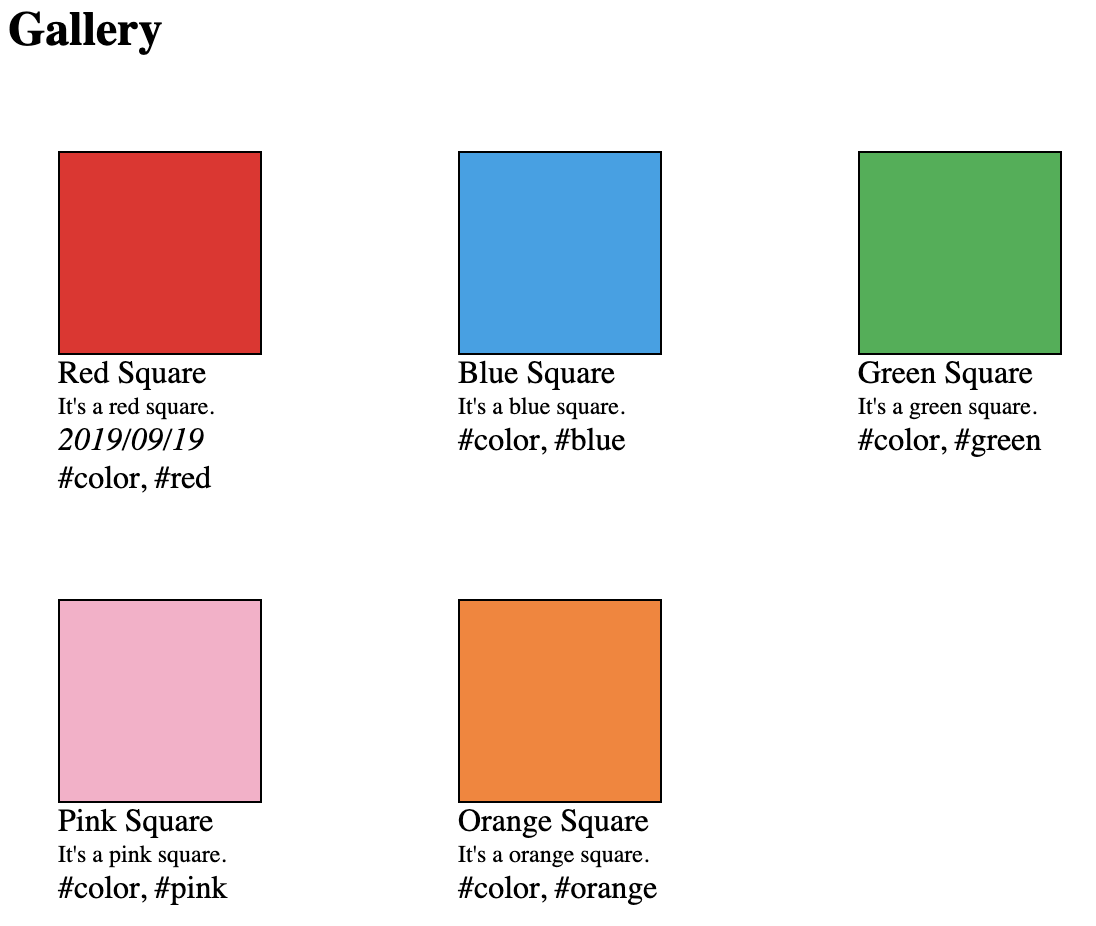 Gallery
Red Square
It's a red square.
2019/09/19
#color, #red
Blue Square
It's a blue square.
#color, #blue
Green Square
It's a green square.
#color, #green
Pink Square
It's a pink square.
#color, #pink
Orange Square
It's a orange square.
#color, #orange